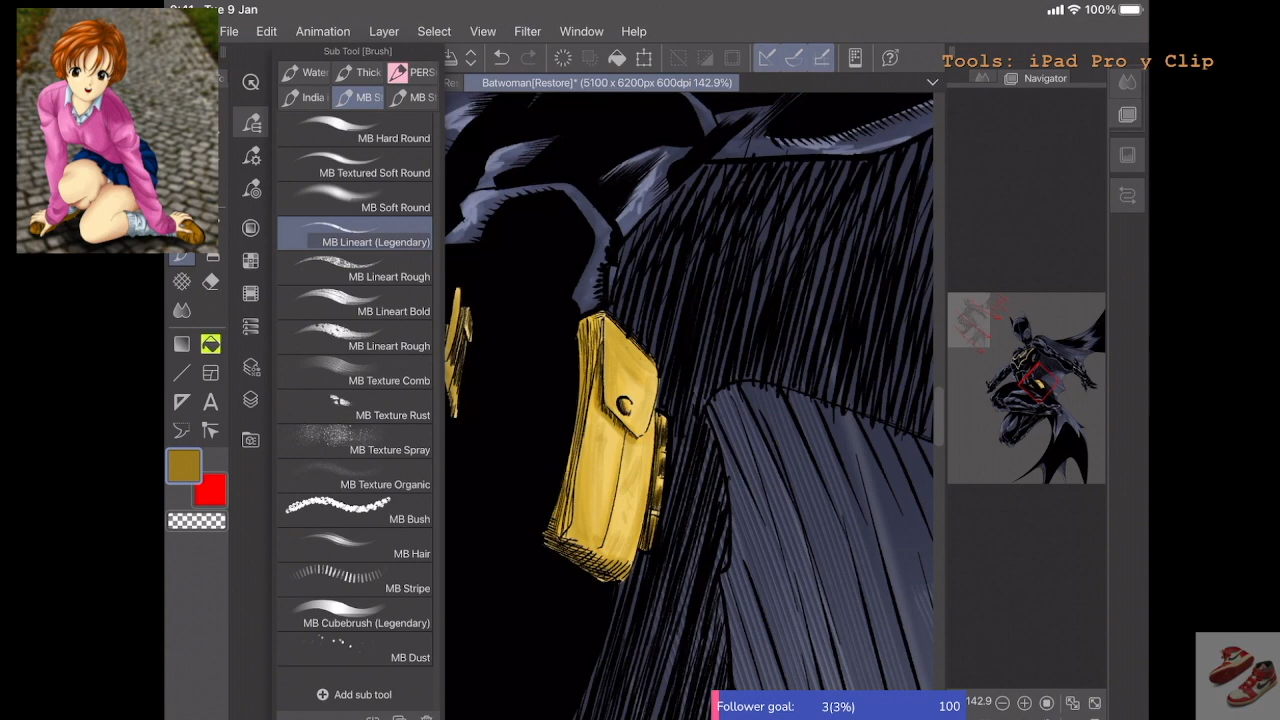 Tue 9 Jan
100%
File Edit Animation Layer Select View Filter Window Help
Sub Tool [Brush]
Tools: iPad Pro y Clip
Water Thick PERS
India MB S MB St
Batwoman[Restore]* (5100 x 6200px 600dpi 142.9%)
Navigator
MB Hard Round
MB Textured Soft Round
MB Soft Round
MB Lineart (Legendary)
MB Lineart Rough
MB Lineart Bold
MB Lineart Rough
MB Texture Comb
MB Texture Rust
MB Texture Spray
MB Texture Organic
MB Bush
MB Hair
MB Stripe
MB Cubebrush (Legendary)
MB Dust
Add sub tool
142.9
Follower goal: 3(3%) 100